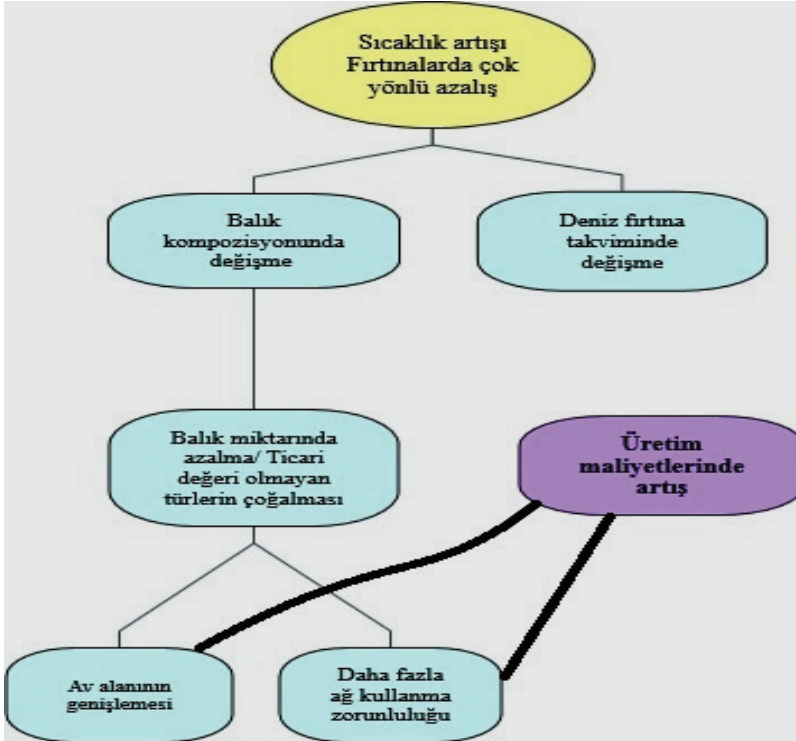 Sıcaklık artışı
Fırtınalarda çok
yönlü azalış
Balık
kompozisyonunda
değişme
Deniz fırtına
takviminde
değişme
Balık miktarında
azalma/ Ticari
değeri olmayan
türlerin çoğalması
Üretim
maliyetlerinde
artış
Av alanının
genişlemesi
Daha fazla
ağ kullanma
zorunluluğu